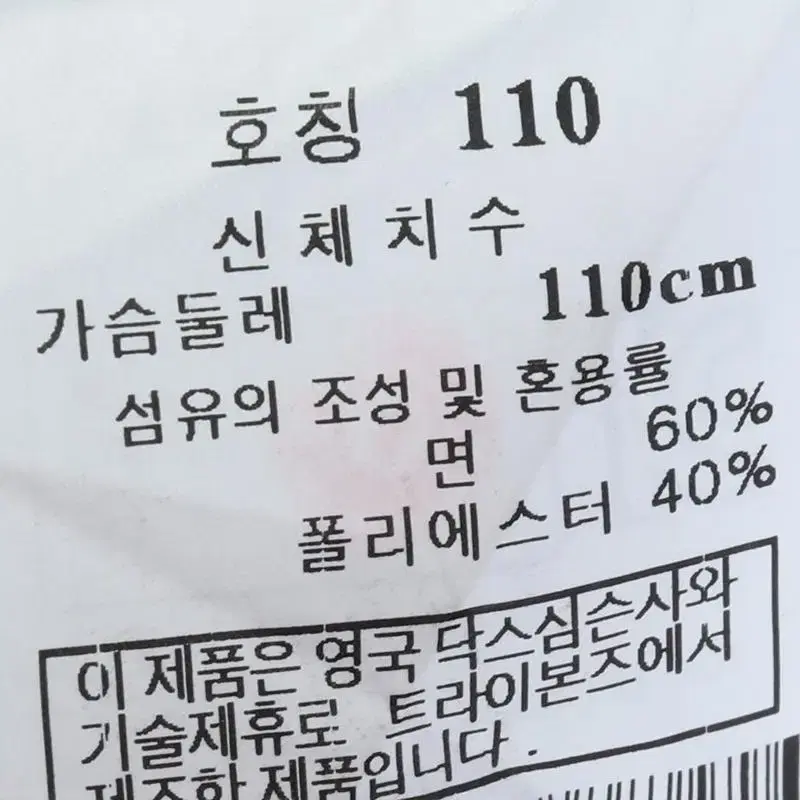 호칭 110
신체치수
가슴둘레 110cm
섬유의 조성 및 혼용률
면 60%
폴리에스터 40%
이 제품은 영국 닥스심슨사와
기술제휴로 트라이본즈에서
제조한 제품입니다.